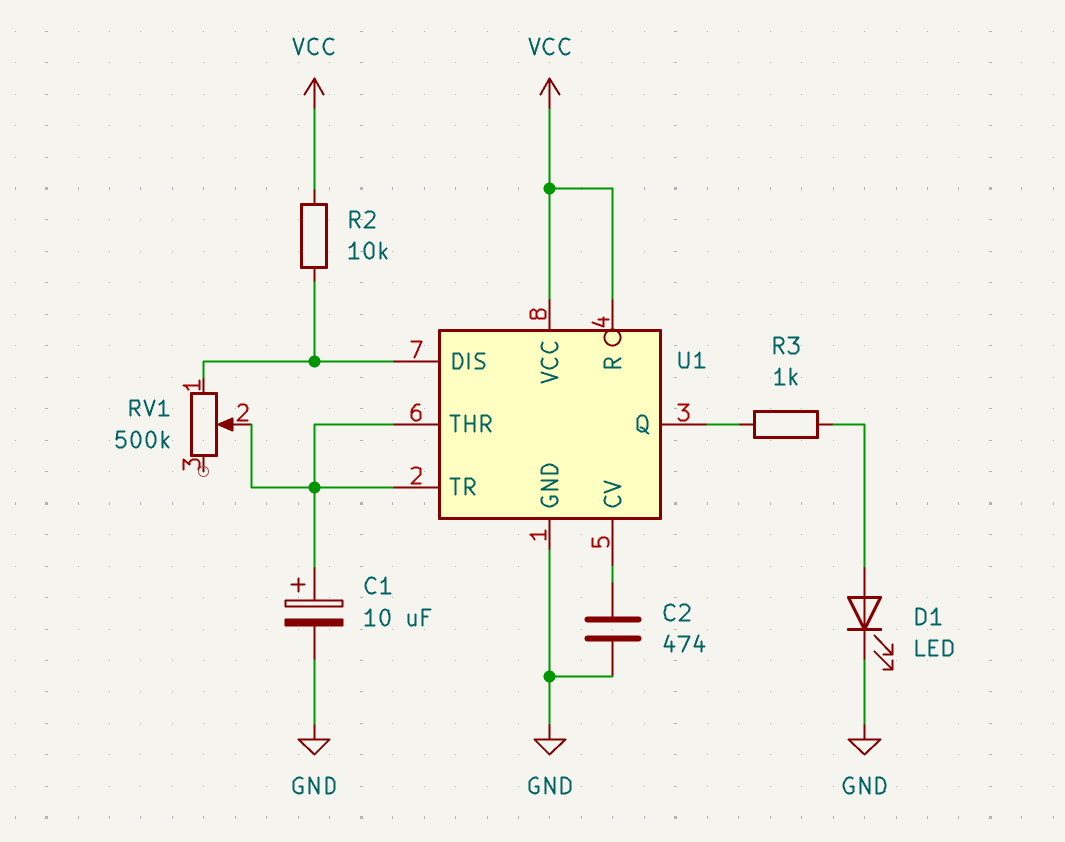 VCC
VCC
R2
10k
8
4
7
DIS
VCC
R
U1
R3
1k
1
RV1
500k
2
3
6
THR
Q
3
2
TR
GND
CV
1
5
+
C1
10 uF
C2
474
D1
LED
GND
GND
GND